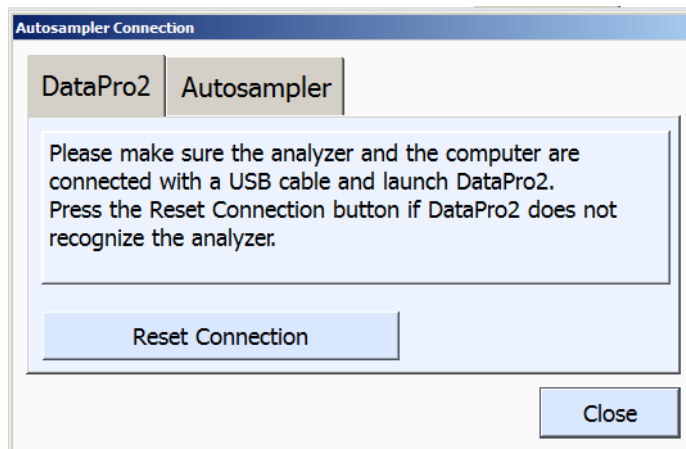 Autosampler Connection
DataPro2
Autosampler
Please make sure the analyzer and the computer are
connected with a USB cable and launch DataPro2.
Press the Reset Connection button if DataPro2 does not
recognize the analyzer.
Reset Connection
Close